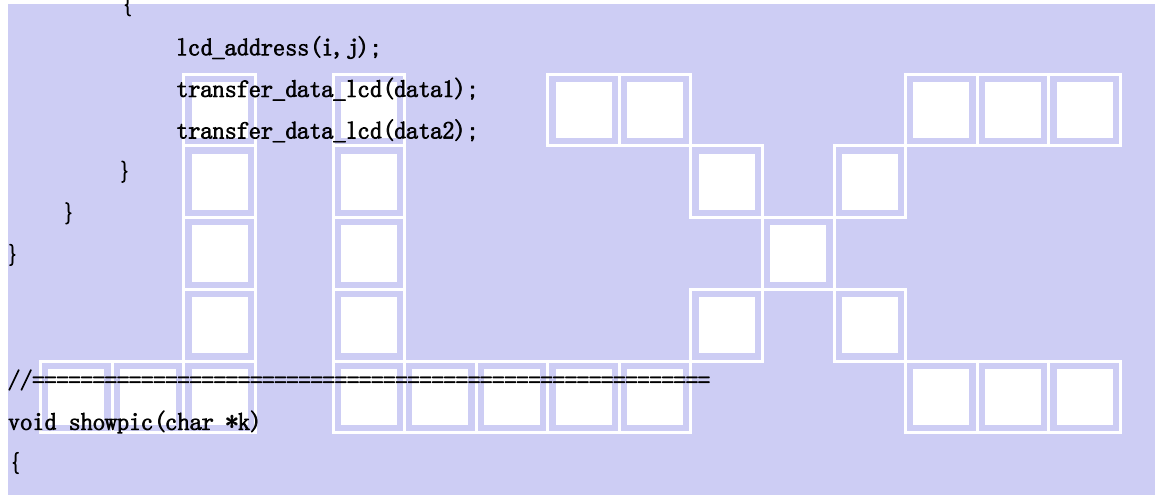 {
lcd_address(i,j);
transfer_data_lcd(data1);
transfer_data_lcd(data2);
}
}
}
//========================================================
void showpic(char *k)
{